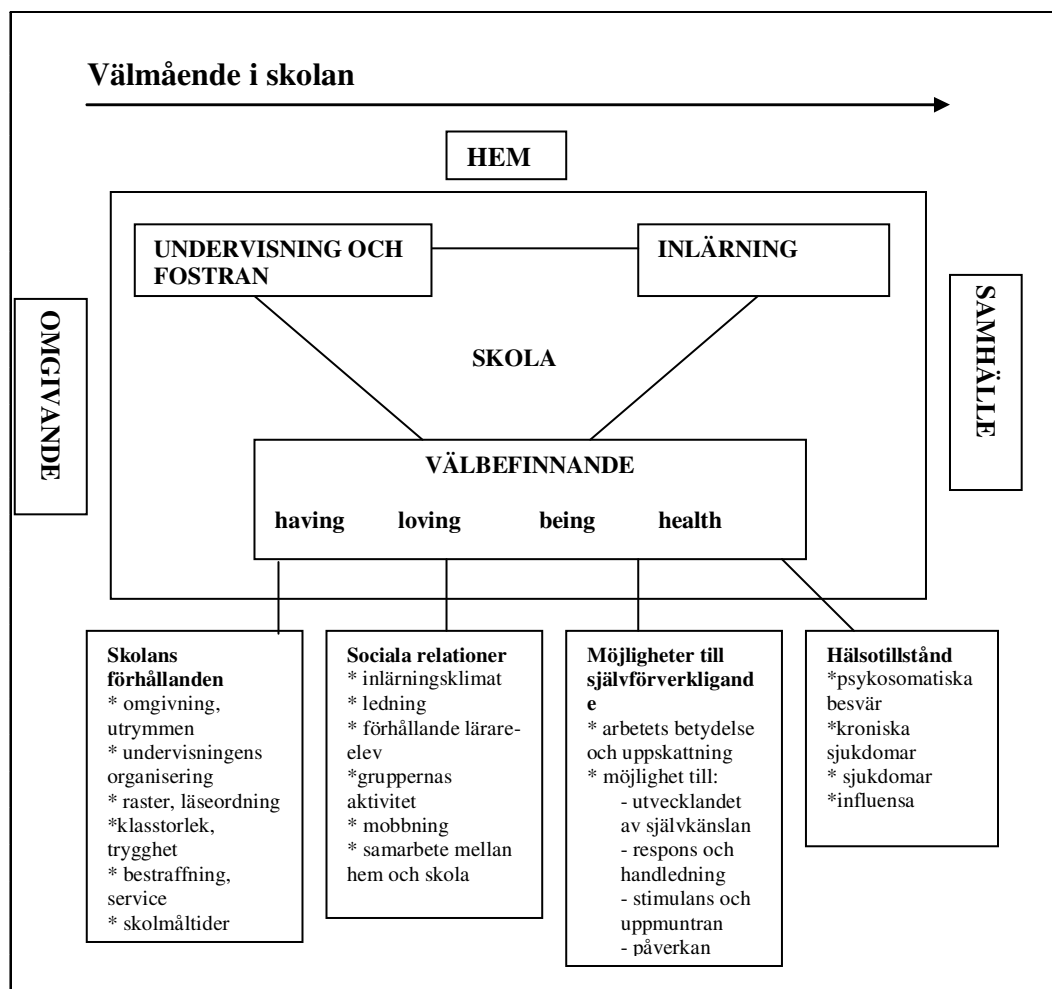 Välmående i skolan
HEM
UNDERVISNING OCH
FOSTRAN
INLÄRNING
OMGIVANDE
SKOLA
SAMHÄLLE
VÄLBEFINNANDE
having loving being health
Skolans
förhållanden
* omgivning,
utrymmen
* undervisningens
organisering
* raster, läseordning
*klasstorlek,
trygghet
* bestraffning,
service
* skolmåltider
Sociala relationer
* inlärningsklimat
* ledning
* förhållande lärare-
elev
*gruppernas
aktivitet
* mobbning
* samarbete mellan
hem och skola
Möjligheter till
självförverkligand
e
* arbetets betydelse
och uppskattning
* möjlighet till:
- utvecklandet
av självkänslan
- respons och
handledning
- stimulans och
uppmuntran
- påverkan
Hälsotillstånd
*psykosomatiska
besvär
*kroniska
sjukdomar
* sjukdomar
*influensa